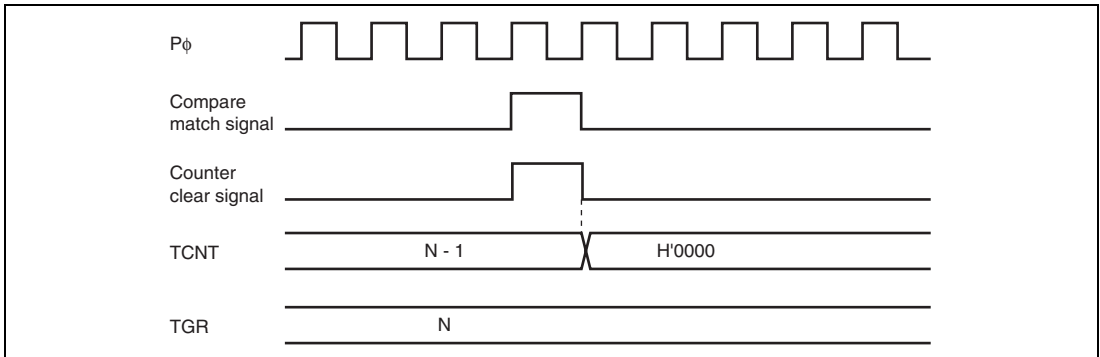 Pϕ
Compare
match signal
Counter
clear signal
TCNT
N - 1
H'0000
TGR
N